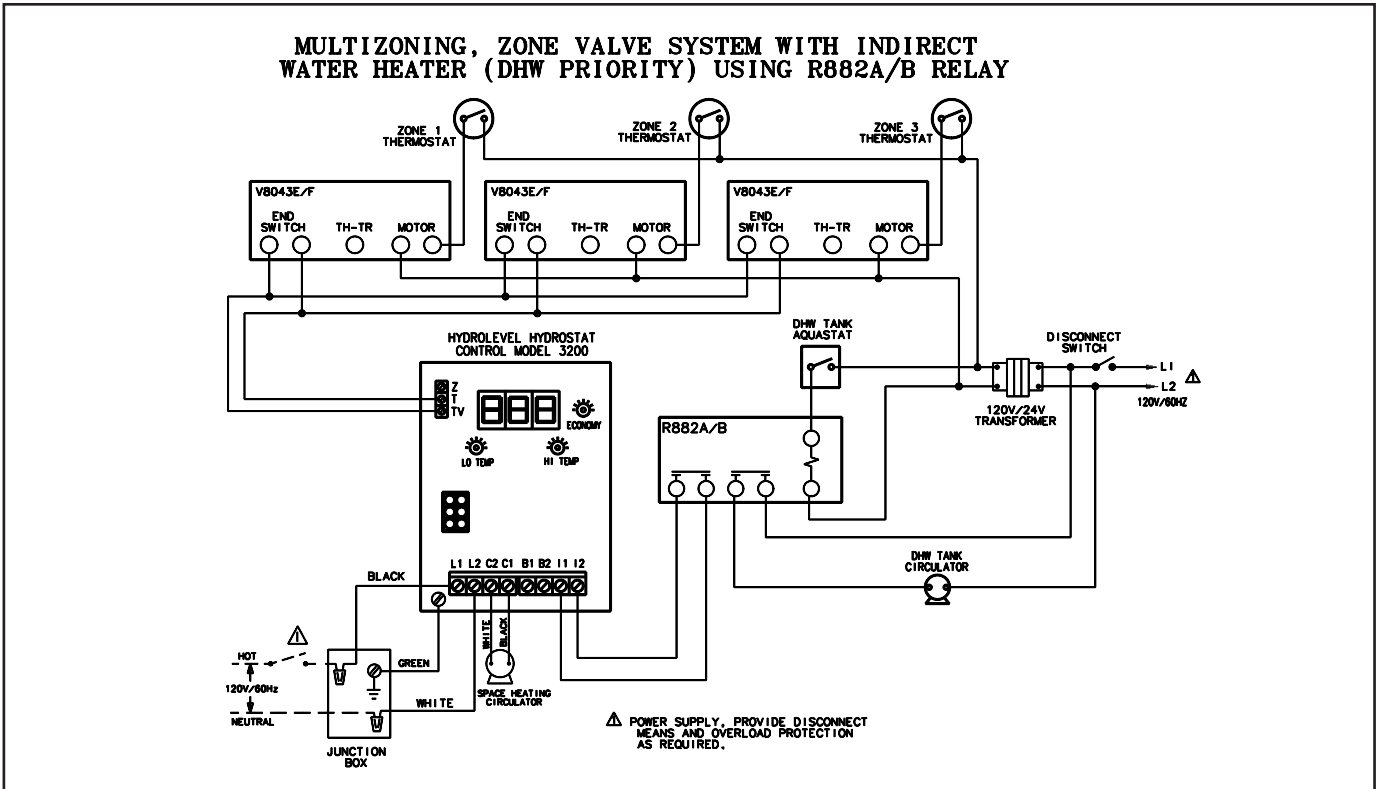 MULTIZONING, ZONE VALVE SYSTEM WITH INDIRECT
WATER HEATER (DHW PRIORITY) USING R882A/B RELAY
ZONE 1
THERMOSTAT
ZONE 2
THERMOSTAT
ZONE 3
THERMOSTAT
V8043E/F
END
SWITCH
TH-TR
MOTOR
V8043E/F
END
SWITCH
TH-TR
MOTOR
V8043E/F
END
SWITCH
TH-TR
MOTOR
HYDROLEVEL HYDROSTAT
CONTROL MODEL 3200
Z
T
TV
888
ECONOMY
LO TEMP
HI TEMP
DHW TANK
AQUASTAT
DISCONNECT
SWITCH
L1
L2
120V/60HZ
120V/24V
TRANSFORMER
R882A/B
DHW TANK
CIRCULATOR
L1 L2 C2 C1 B1 B2 I1 I2
BLACK
WHITE
BLACK
GREEN
WHITE
SPACE HEATING
CIRCULATOR
HOT
120V/60Hz
NEUTRAL
JUNCTION
BOX
! POWER SUPPLY, PROVIDE DISCONNECT
MEANS AND OVERLOAD PROTECTION
AS REQUIRED.